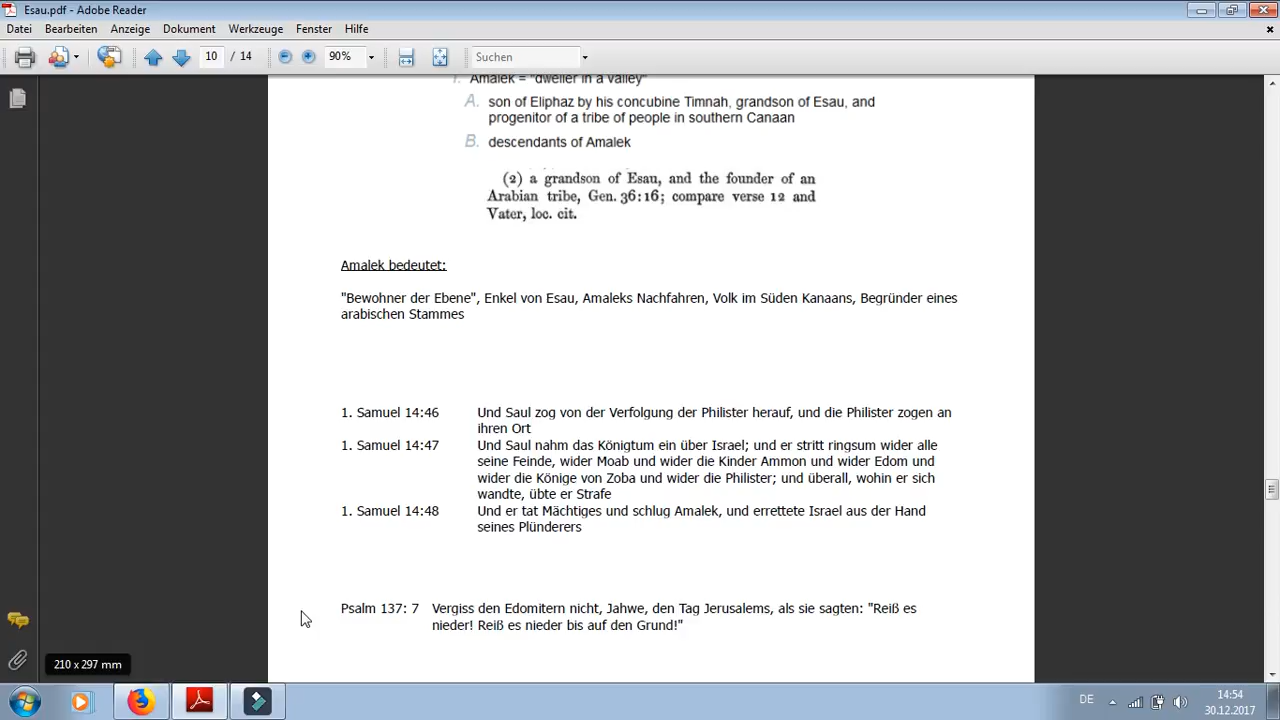 Esau.pdf - Adobe Reader
Datei Bearbeiten Anzeige Dokument Werkzeuge Fenster Hilfe
10 / 14 90% Suchen
1. Amalek = "dweller in a valley"
A. son of Eliphaz by his concubine Timnah, grandson of Esau, and
progenitor of a tribe of people in southern Canaan
B. descendants of Amalek
(2) a grandson of Esau, and the founder of an
Arabian tribe, Gen. 36:16; compare verse 12 and
Vater, loc. cit.
Amalek bedeutet:
"Bewohner der Ebene", Enkel von Esau, Amaleks Nachfahren, Volk im Süden Kanaans, Begründer eines
arabischen Stammes
1. Samuel 14:46 Und Saul zog von der Verfolgung der Philister herauf, und die Philister zogen an
ihren Ort
1. Samuel 14:47 Und Saul nahm das Königtum ein über Israel; und er stritt ringsum wider alle
seine Feinde, wider Moab und wider die Kinder Ammon und wider Edom und
wider die Könige von Zoba und wider die Philister; und überall, wohin er sich
wandte, übte er Strafe
1. Samuel 14:48 Und er tat Mächtiges und schlug Amalek, und errettete Israel aus der Hand
seines Plünderers
Psalm 137: 7 Vergiss den Edomitern nicht, Jahwe, den Tag Jerusalems, als sie sagten: "Reiß es
nieder! Reiß es nieder bis auf den Grund!"
210 x 297 mm
DE 14:54
30.12.2017